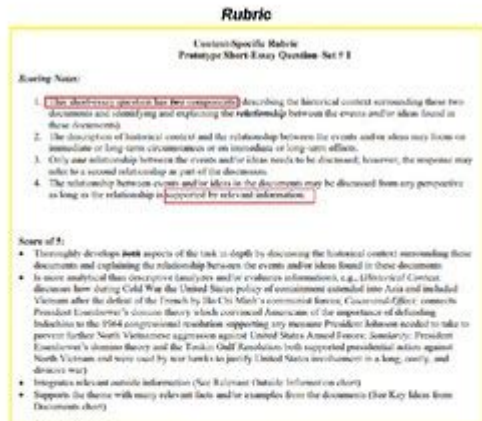 Rubric
Content-Specific Rubric
Prototype Short-Essay Question–Set # 1
Scoring Notes:
1. This short-essay question has two components (describing the historical context surrounding these two
documents and identifying and explaining the relationship between the events and/or ideas found in
these documents)
2. The description of historical context and the relationship between the events and/or ideas may focus on
immediate or long-term circumstances or on immediate or long-term effects.
3. Only one relationship between the events and/or ideas needs to be discussed; however, the response may
refer to a second relationship as part of the discussion.
4. The relationship between events and/or ideas in the documents may be discussed from any perspective
as long as the relationship is supported by relevant information.
Score of 5:
• Thoroughly develops both aspects of the task in depth by discussing the historical context surrounding these
documents and explaining the relationship between the events and/or ideas found in these documents
• Is more analytical than descriptive (analyzes and/or evaluates information), e.g., (Historical Context:
discusses how during Cold War the United States policy of containment extended into Asia and included
Vietnam after the defeat of the French by Ho Chi Minh's communist forces; Cause-and-Effect: connects
President Eisenhower's domino theory which convinced Americans of the importance of defending
Indochina to the 1964 congressional resolution supporting any measure President Johnson needed to take to
prevent further North Vietnamese aggression against United States Armed Forces; Similarity: President
Eisenhower's domino theory and the Tonkin Gulf Resolution both supported presidential action against
North Vietnam and were used by war hawks to justify United States involvement in a long, costly, and
divisive war)
• Integrates relevant outside information (See Relevant Outside Information chart)
• Supports the theme with many relevant facts and/or examples from the documents (See Key Ideas from
Documents chart)